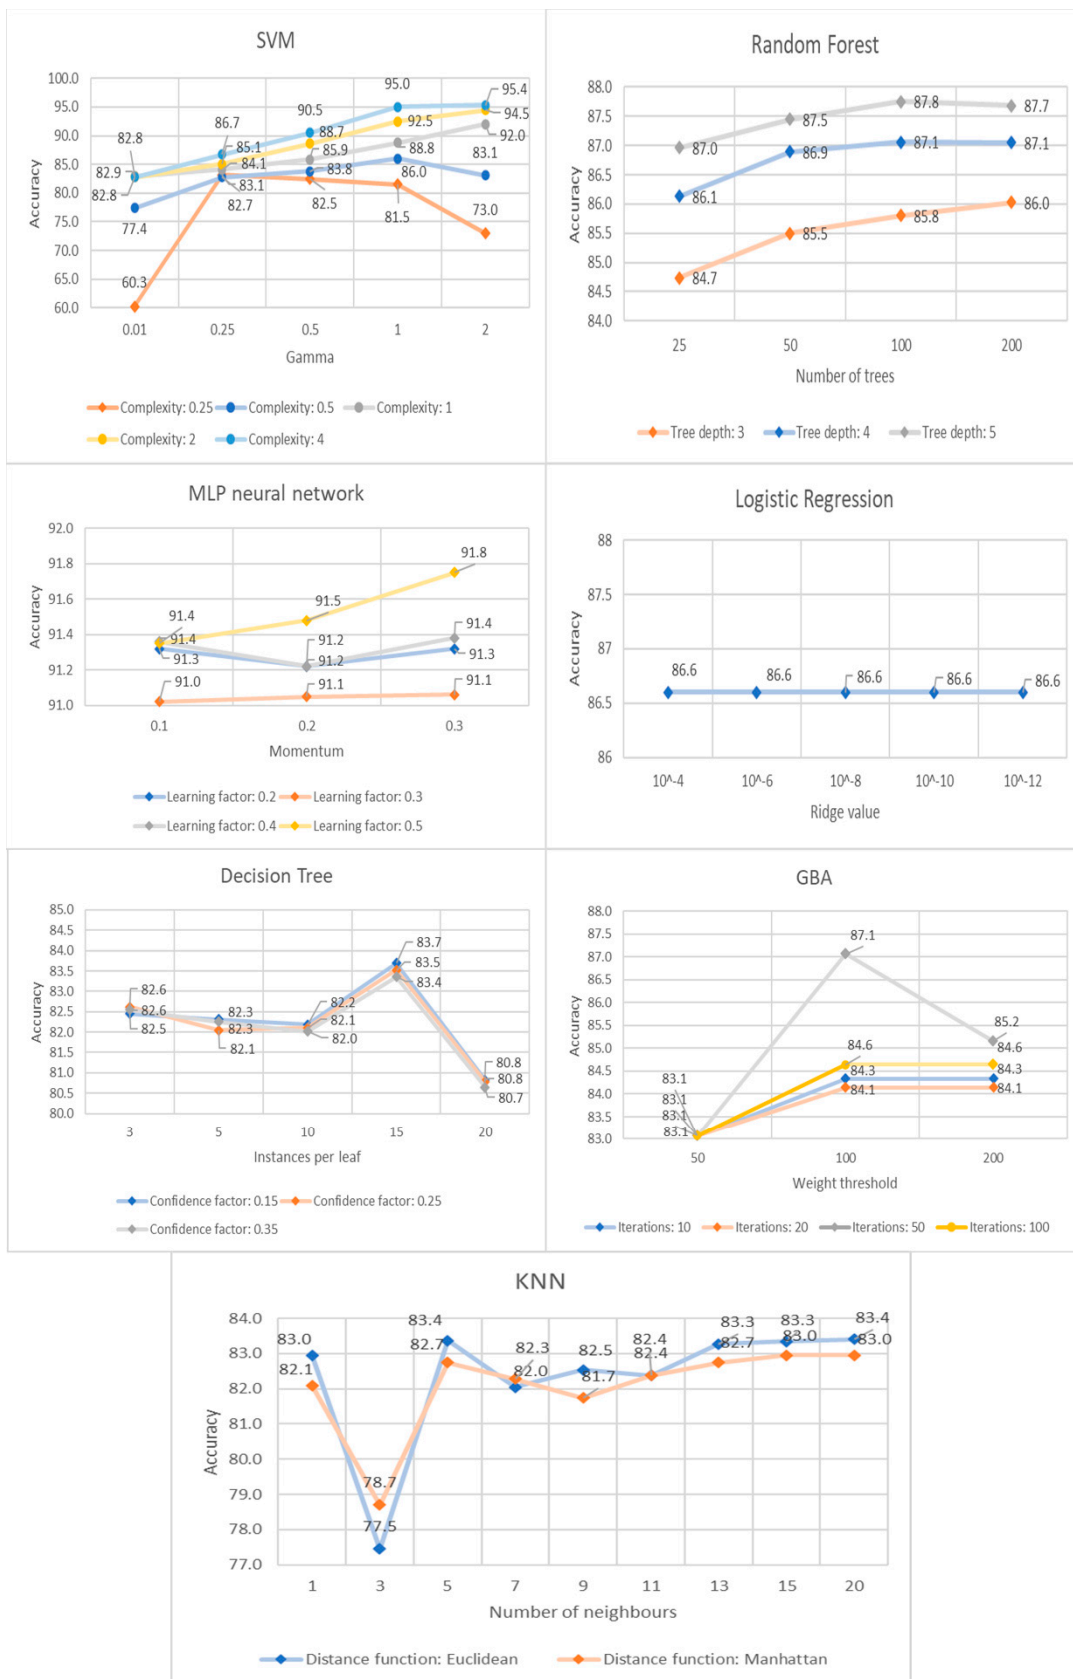 SVM
100.0
95.0
90.0
85.0
80.0
75.0
70.0
65.0
60.0
Accuracy
82.8
82.9
82.8
77.4
60.3
86.7
85.1
84.1
83.1
82.7
90.5
88.7
85.9
83.8
82.5
95.0
92.5
88.8
86.0
81.5
95.4
94.5
92.0
83.1
73.0
0.01 0.25 0.5 1 2
Gamma
Complexity: 0.25 Complexity: 0.5 Complexity: 1
Complexity: 2 Complexity: 4
Random Forest
88.0
87.5
87.0
86.5
86.0
85.5
85.0
84.5
84.0
Accuracy
87.0 87.5 87.8 87.7
86.1 86.9 87.1 87.1
84.7 85.5 85.8 86.0
25 50 100 200
Number of trees
Tree depth: 3 Tree depth: 4 Tree depth: 5
MLP neural network
92.0
91.8
91.6
91.4
91.2
91.0
Accuracy
91.4
91.4
91.3
91.0
91.5
91.2
91.2
91.1
91.8
91.4
91.3
91.1
0.1 0.2 0.3
Momentum
Learning factor: 0.2 Learning factor: 0.3
Learning factor: 0.4 Learning factor: 0.5
Logistic Regression
88
87.5
87
86.5
86
Accuracy
86.6 86.6 86.6 86.6 86.6
10^-4 10^-6 10^-8 10^-10 10^-12
Ridge value
Decision Tree
85.0
84.5
84.0
83.5
83.0
82.5
82.0
81.5
81.0
80.5
80.0
Accuracy
82.6
82.6
82.5
82.3
82.3
82.1
82.2
82.1
82.0
83.7
83.5
83.4
80.8
80.8
80.7
3 5 10 15 20
Instances per leaf
Confidence factor: 0.15 Confidence factor: 0.25
Confidence factor: 0.35
GBA
88.0
87.0
86.0
85.5
85.0
84.5
84.0
83.5
83.0
Accuracy
83.1
83.1
83.1
83.1
87.1
84.6
84.3
84.1
85.2
84.6
84.3
84.1
50 100 200
Weight threshold
Iterations: 10 Iterations: 20 Iterations: 50 Iterations: 100
KNN
84.0
83.0
82.0
81.0
80.0
79.0
78.0
77.0
Accuracy
83.0 77.5 83.4 82.0 82.5 82.4 83.3 83.3 83.4
82.1 78.7 82.7 82.3 81.7 82.4 82.7 83.0 83.0
1 3 5 7 9 11 13 15 20
Number of neighbours
Distance function: Euclidean Distance function: Manhattan